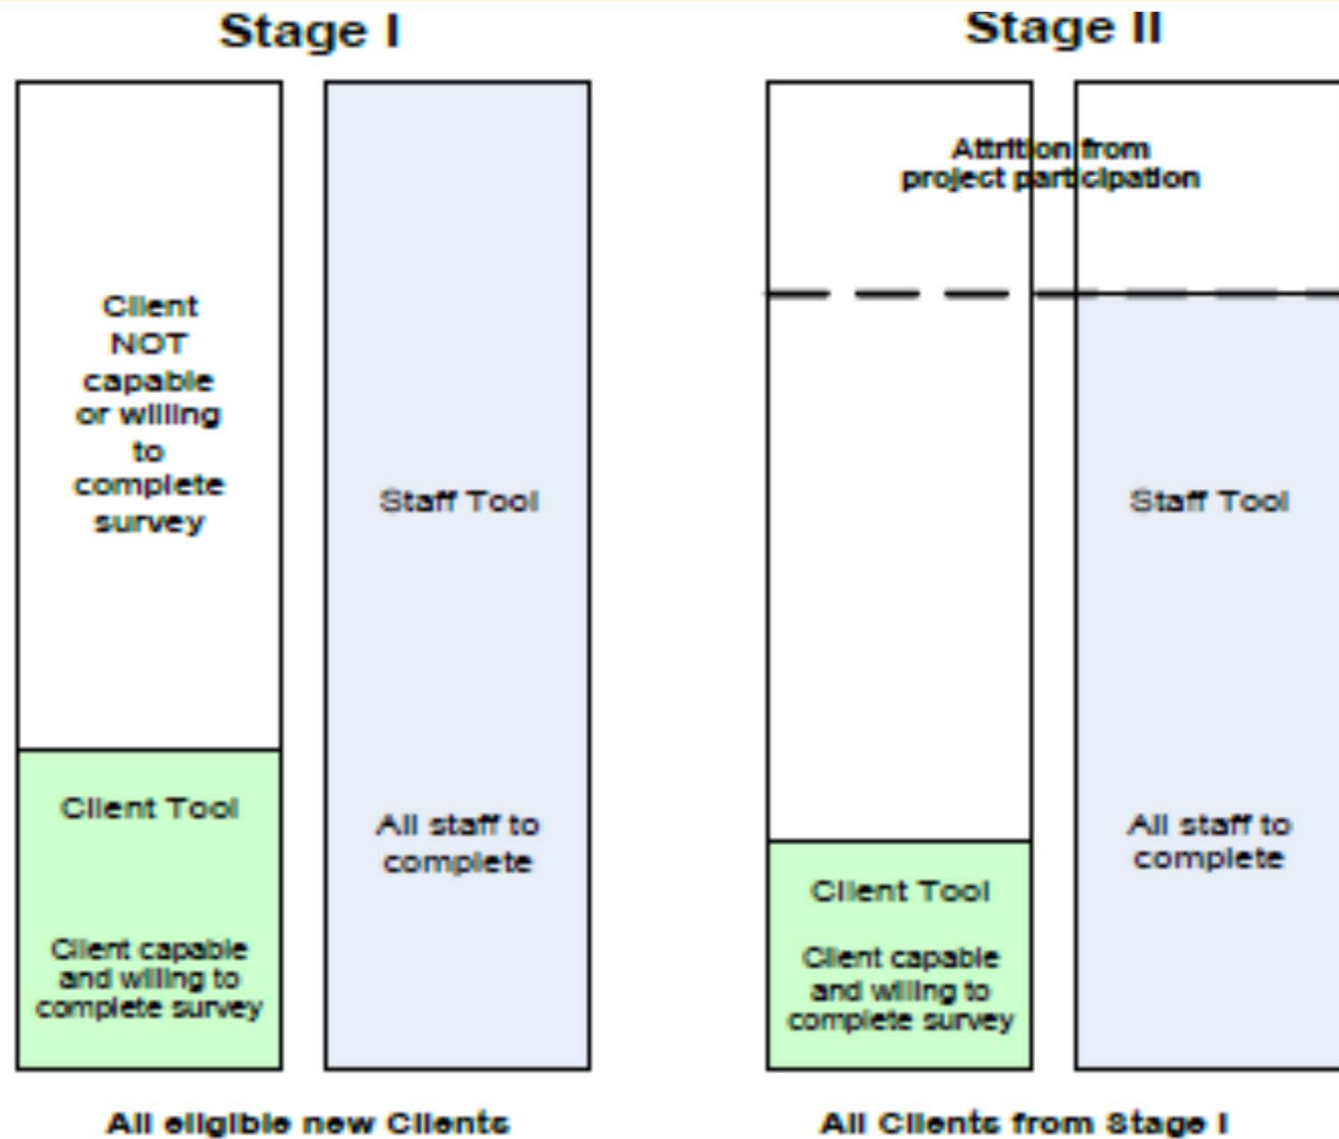 Stage I
Client
NOT
capable
or willing
to
complete
survey
Client Tool
Client capable
and willing to
complete survey
Staff Tool
All staff to
complete
All eligible new Clients
Stage II
Attrition from
project participation
Client Tool
Client capable
and willing to
complete survey
Staff Tool
All staff to
complete
All Clients from Stage I